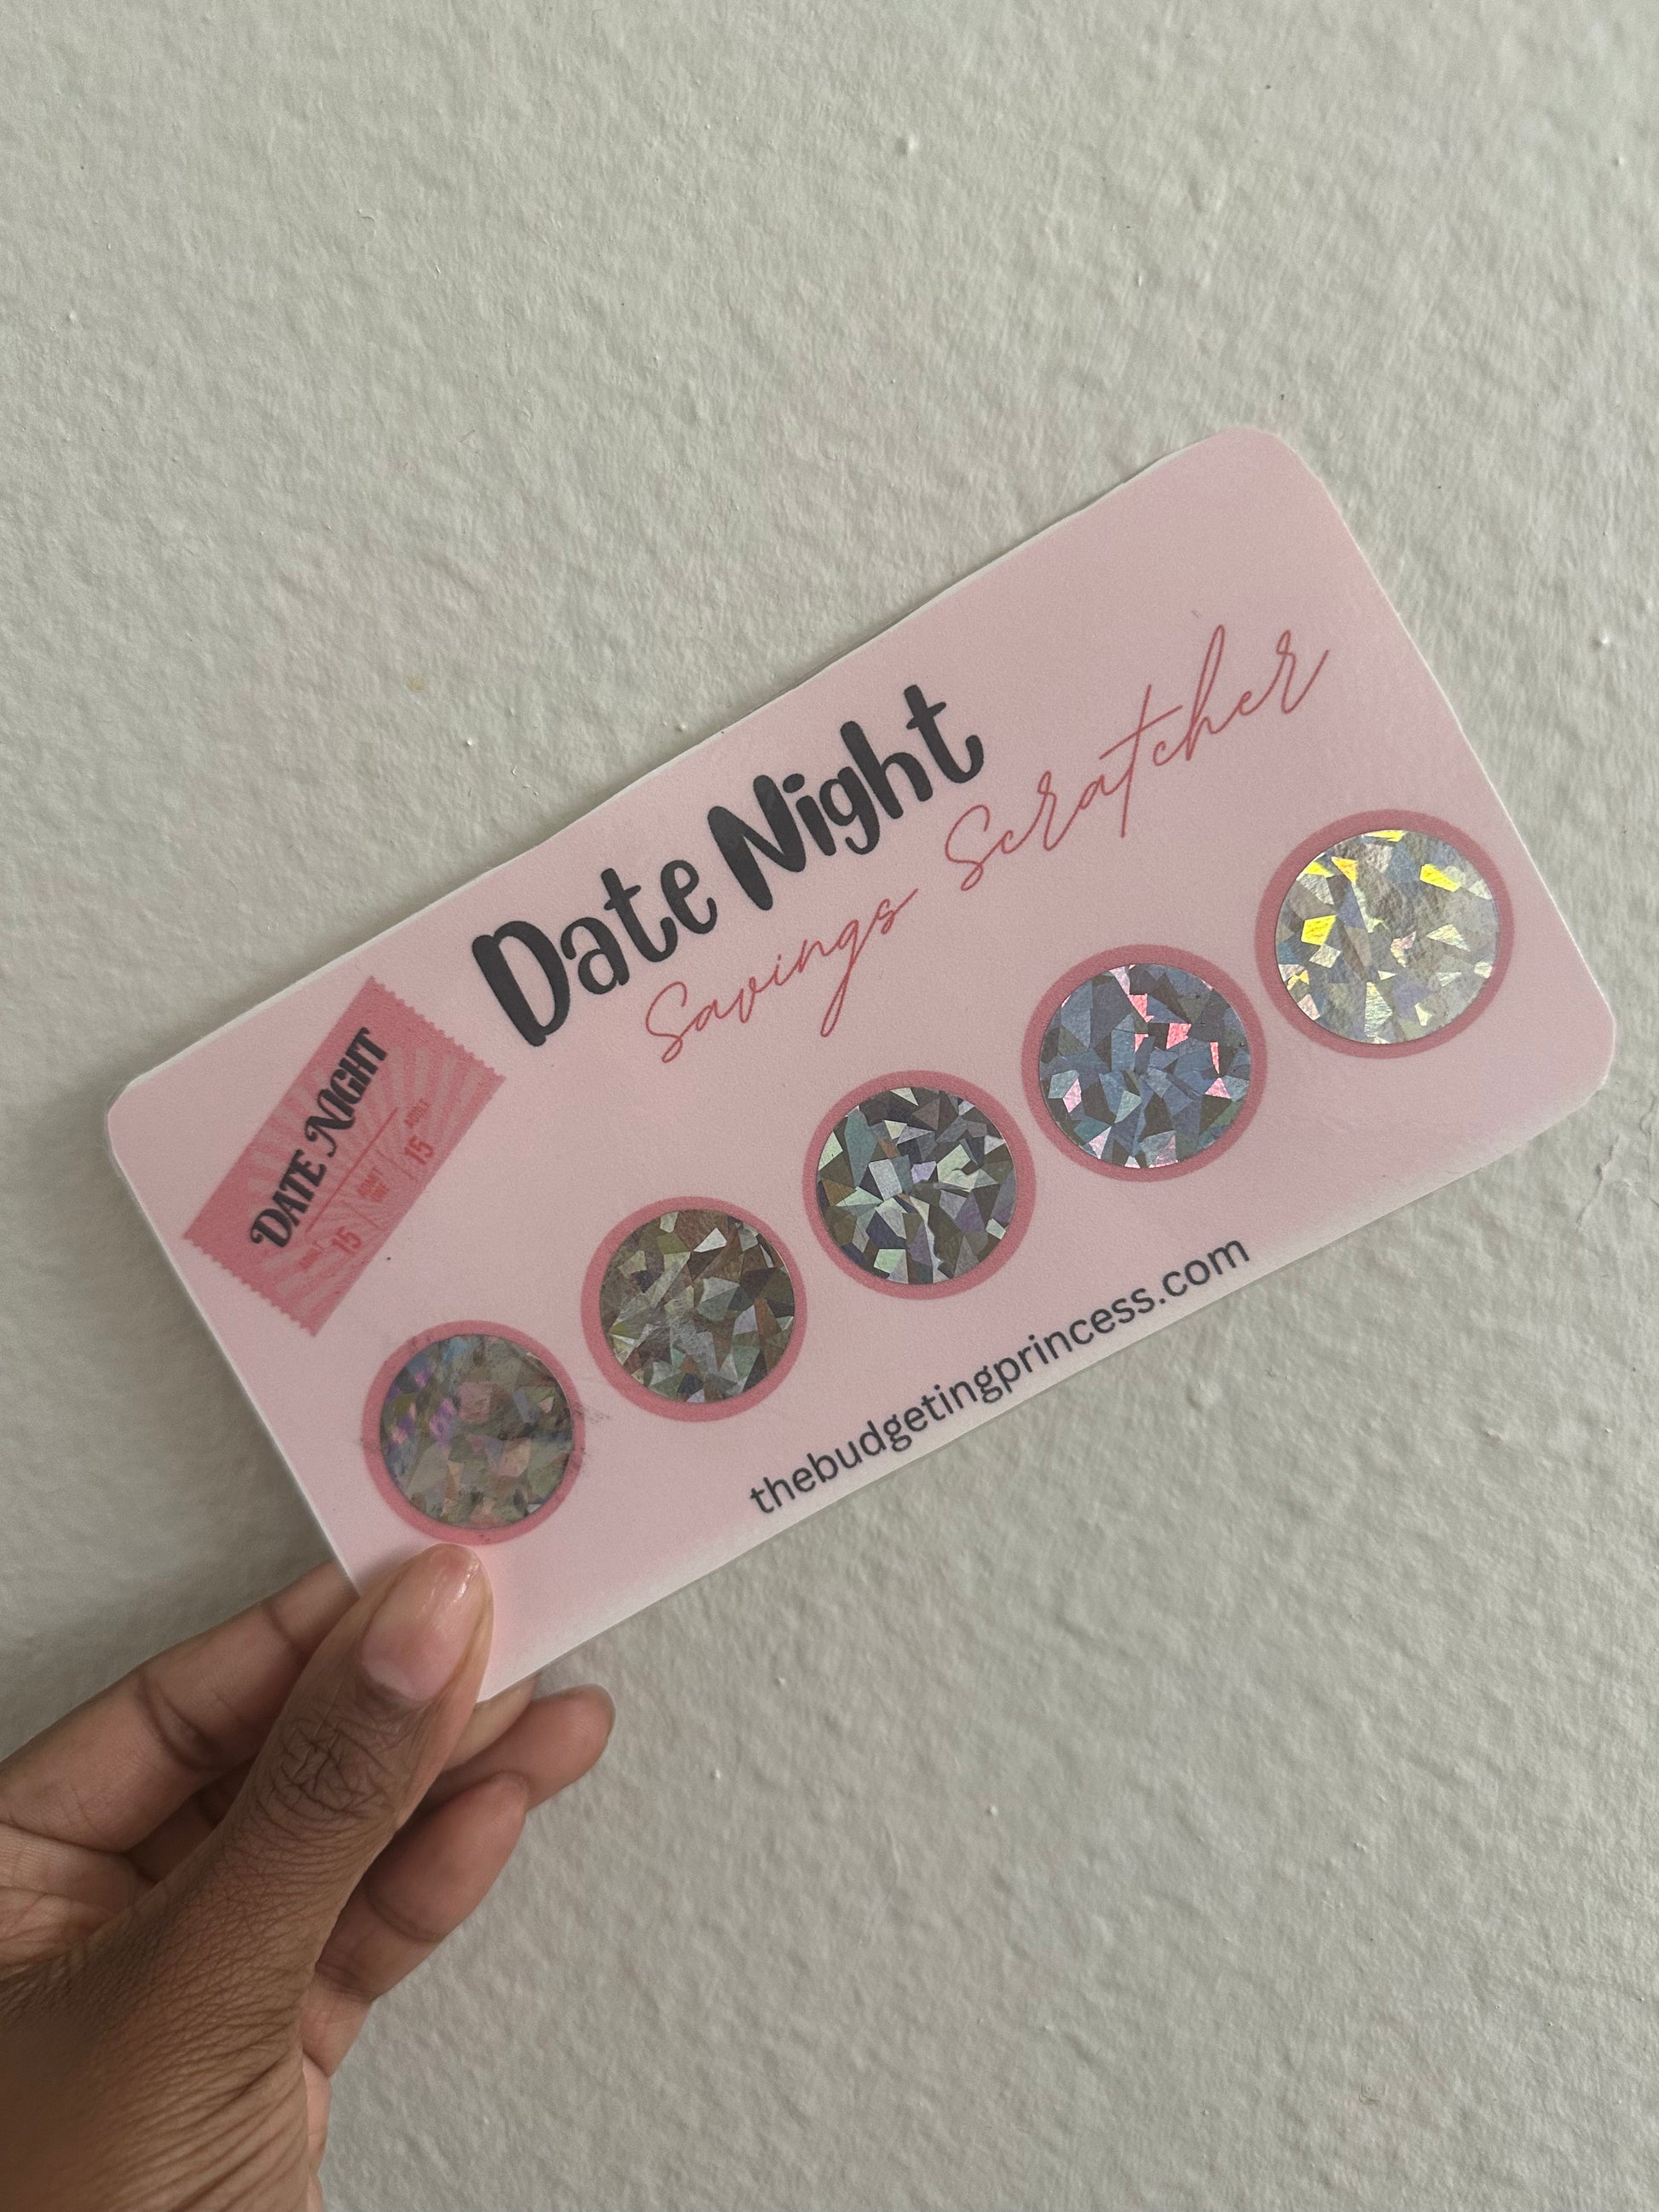 Date Night
Savings Scratcher
DATE NIGHT
15
15
thebudgetingprincess.com